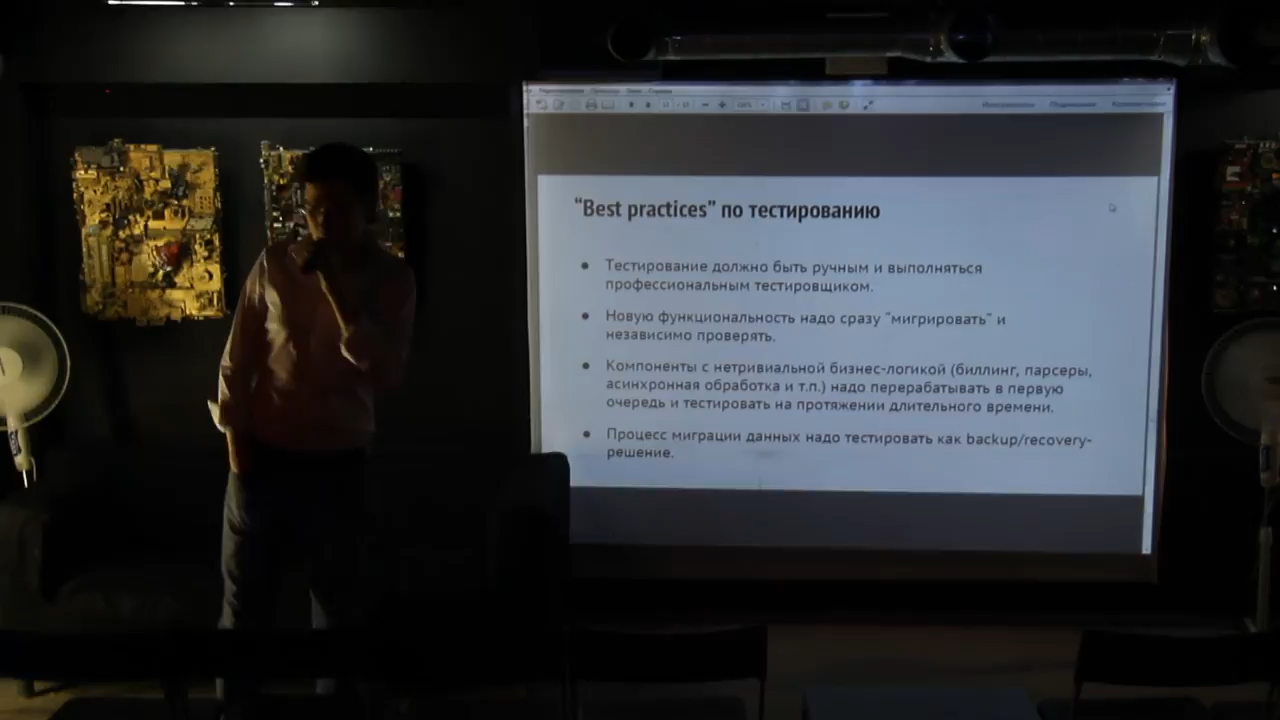 “Best practices” по тестированию
Тестирование должно быть ручным и выполняться
профессиональным тестировщиком.
Новую функциональность надо сразу "мигрировать" и
независимо проверять.
Компоненты с нетривиальной бизнес-логикой (биллинг, парсеры,
асинхронная обработка и т.п.) надо перерабатывать в первую
очередь и тестировать на протяжении длительного времени.
Процесс миграции данных надо тестировать как backup/recovery-
решение.